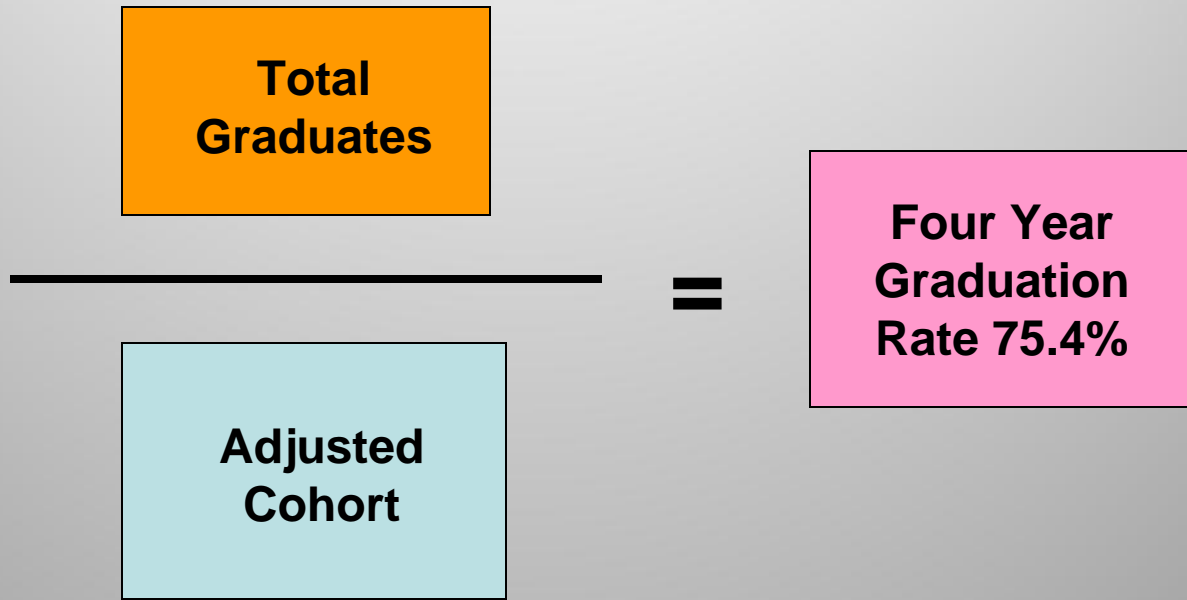 Total
Graduates
=
Four Year
Graduation
Rate 75.4%
Adjusted
Cohort